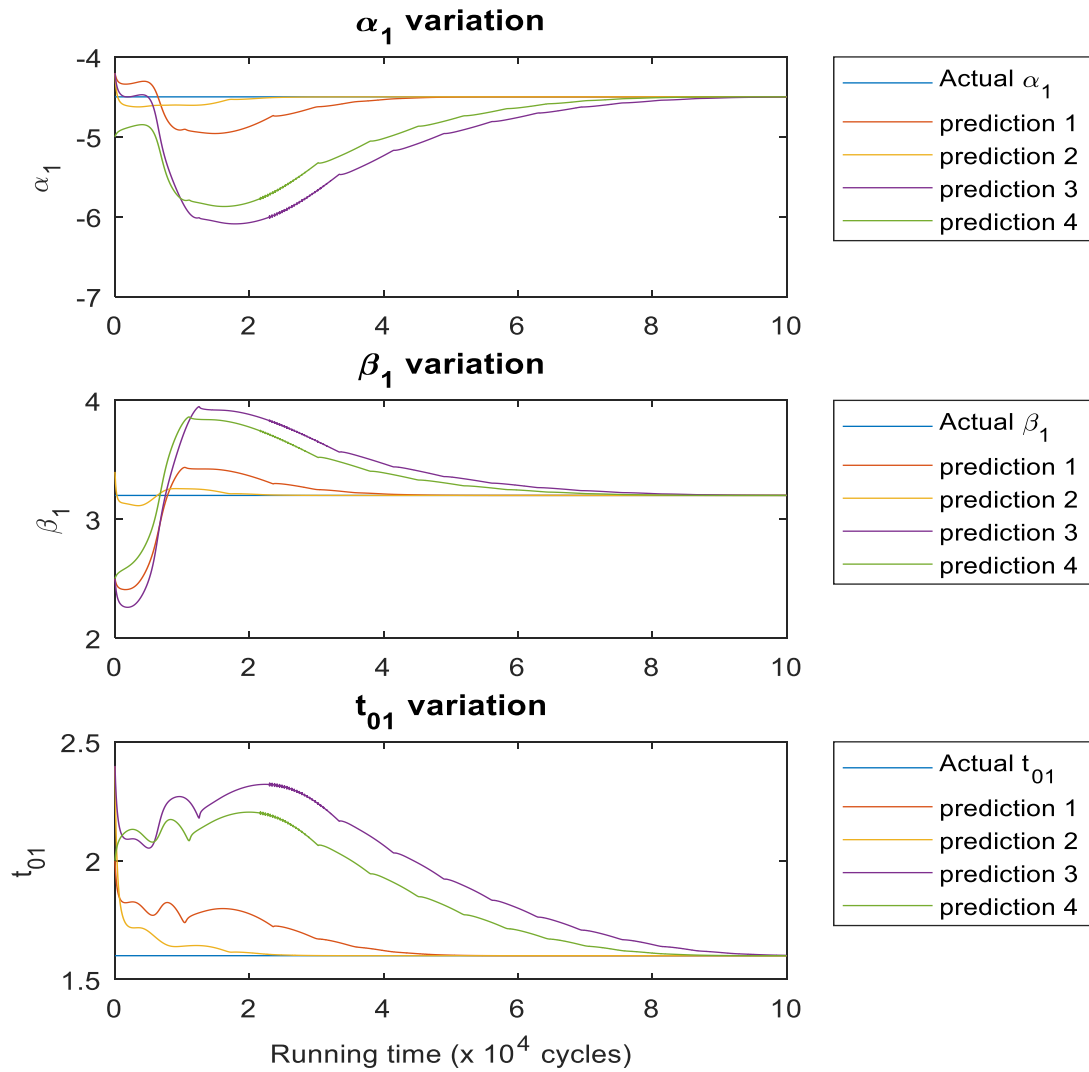 α₁ variation
-4
-5
-6
-7
α₁
0 2 4 6 8 10
Actual α₁
prediction 1
prediction 2
prediction 3
prediction 4
β₁ variation
4
3
2
β₁
0 2 4 6 8 10
Actual β₁
prediction 1
prediction 2
prediction 3
prediction 4
t₀₁ variation
2.5
2
1.5
t₀₁
0 2 4 6 8 10
Running time (x 10⁴ cycles)
Actual t₀₁
prediction 1
prediction 2
prediction 3
prediction 4